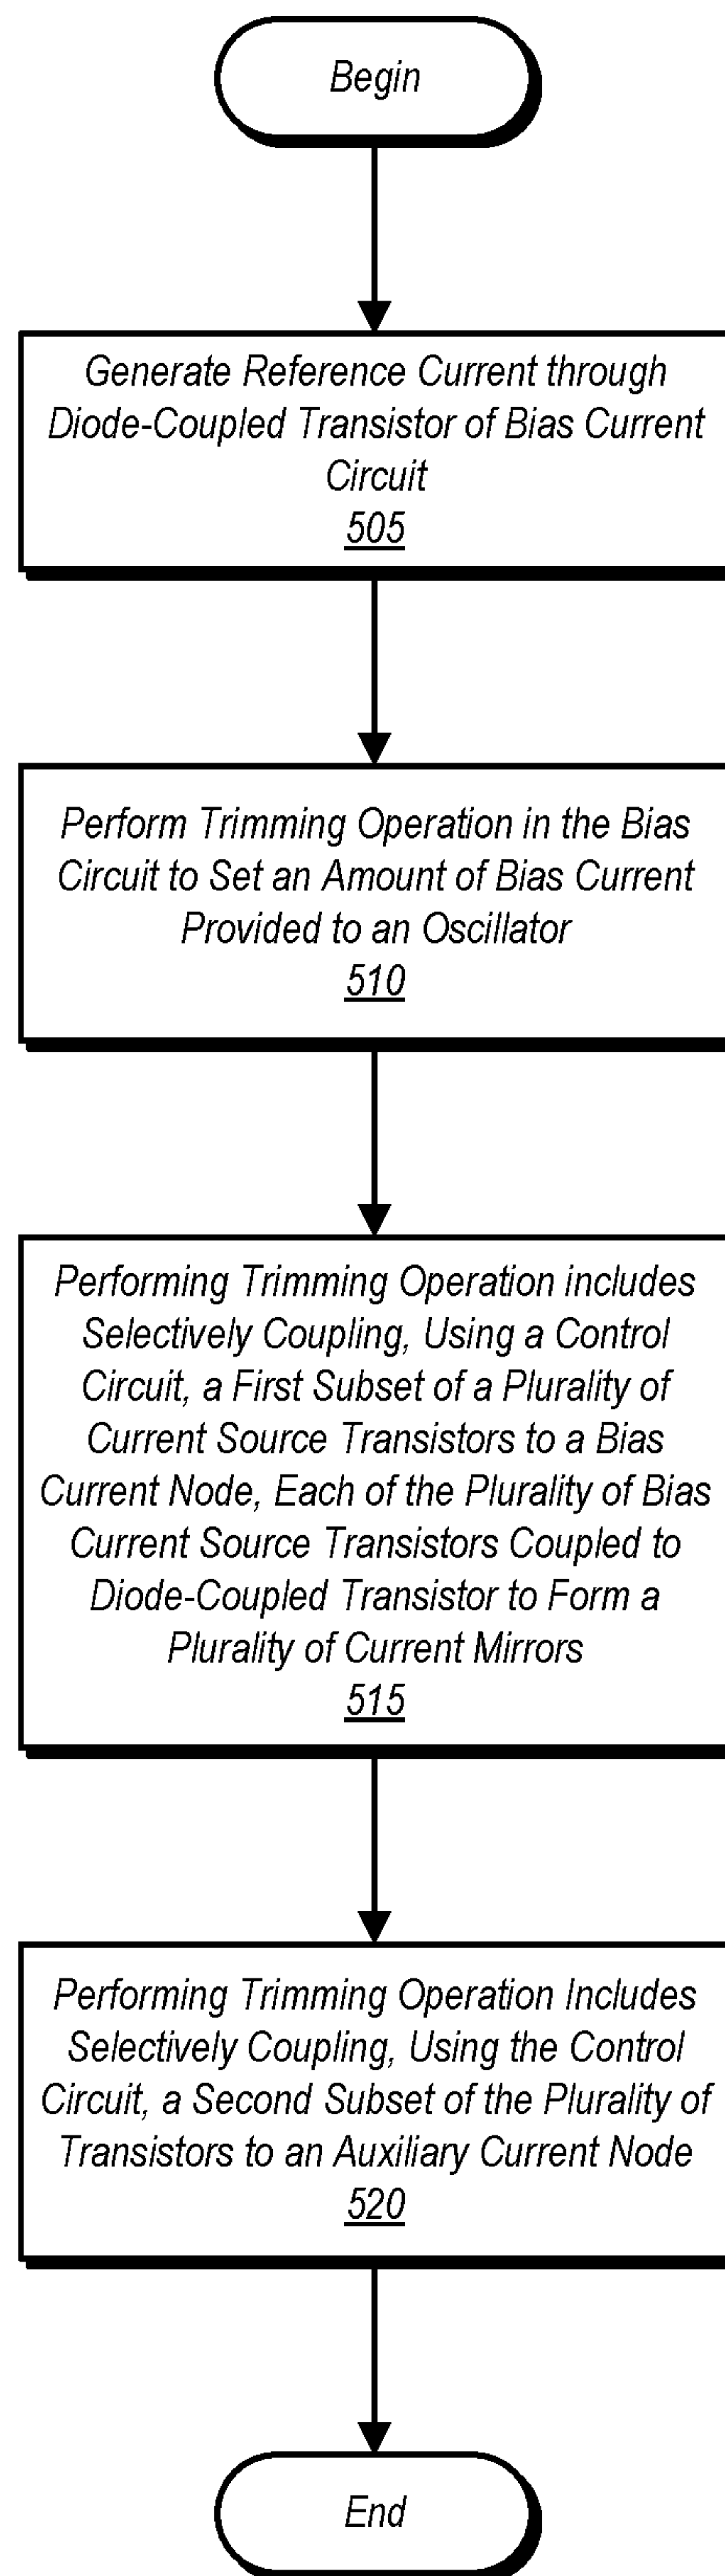 Begin
Generate Reference Current through
Diode-Coupled Transistor of Bias Current
Circuit
505
Perform Trimming Operation in the Bias
Circuit to Set an Amount of Bias Current
Provided to an Oscillator
510
Performing Trimming Operation includes
Selectively Coupling, Using a Control
Circuit, a First Subset of a Plurality of
Current Source Transistors to a Bias
Current Node, Each of the Plurality of Bias
Current Source Transistors Coupled to
Diode-Coupled Transistor to Form a
Plurality of Current Mirrors
515
Performing Trimming Operation Includes
Selectively Coupling, Using the Control
Circuit, a Second Subset of the Plurality of
Transistors to an Auxiliary Current Node
520
End